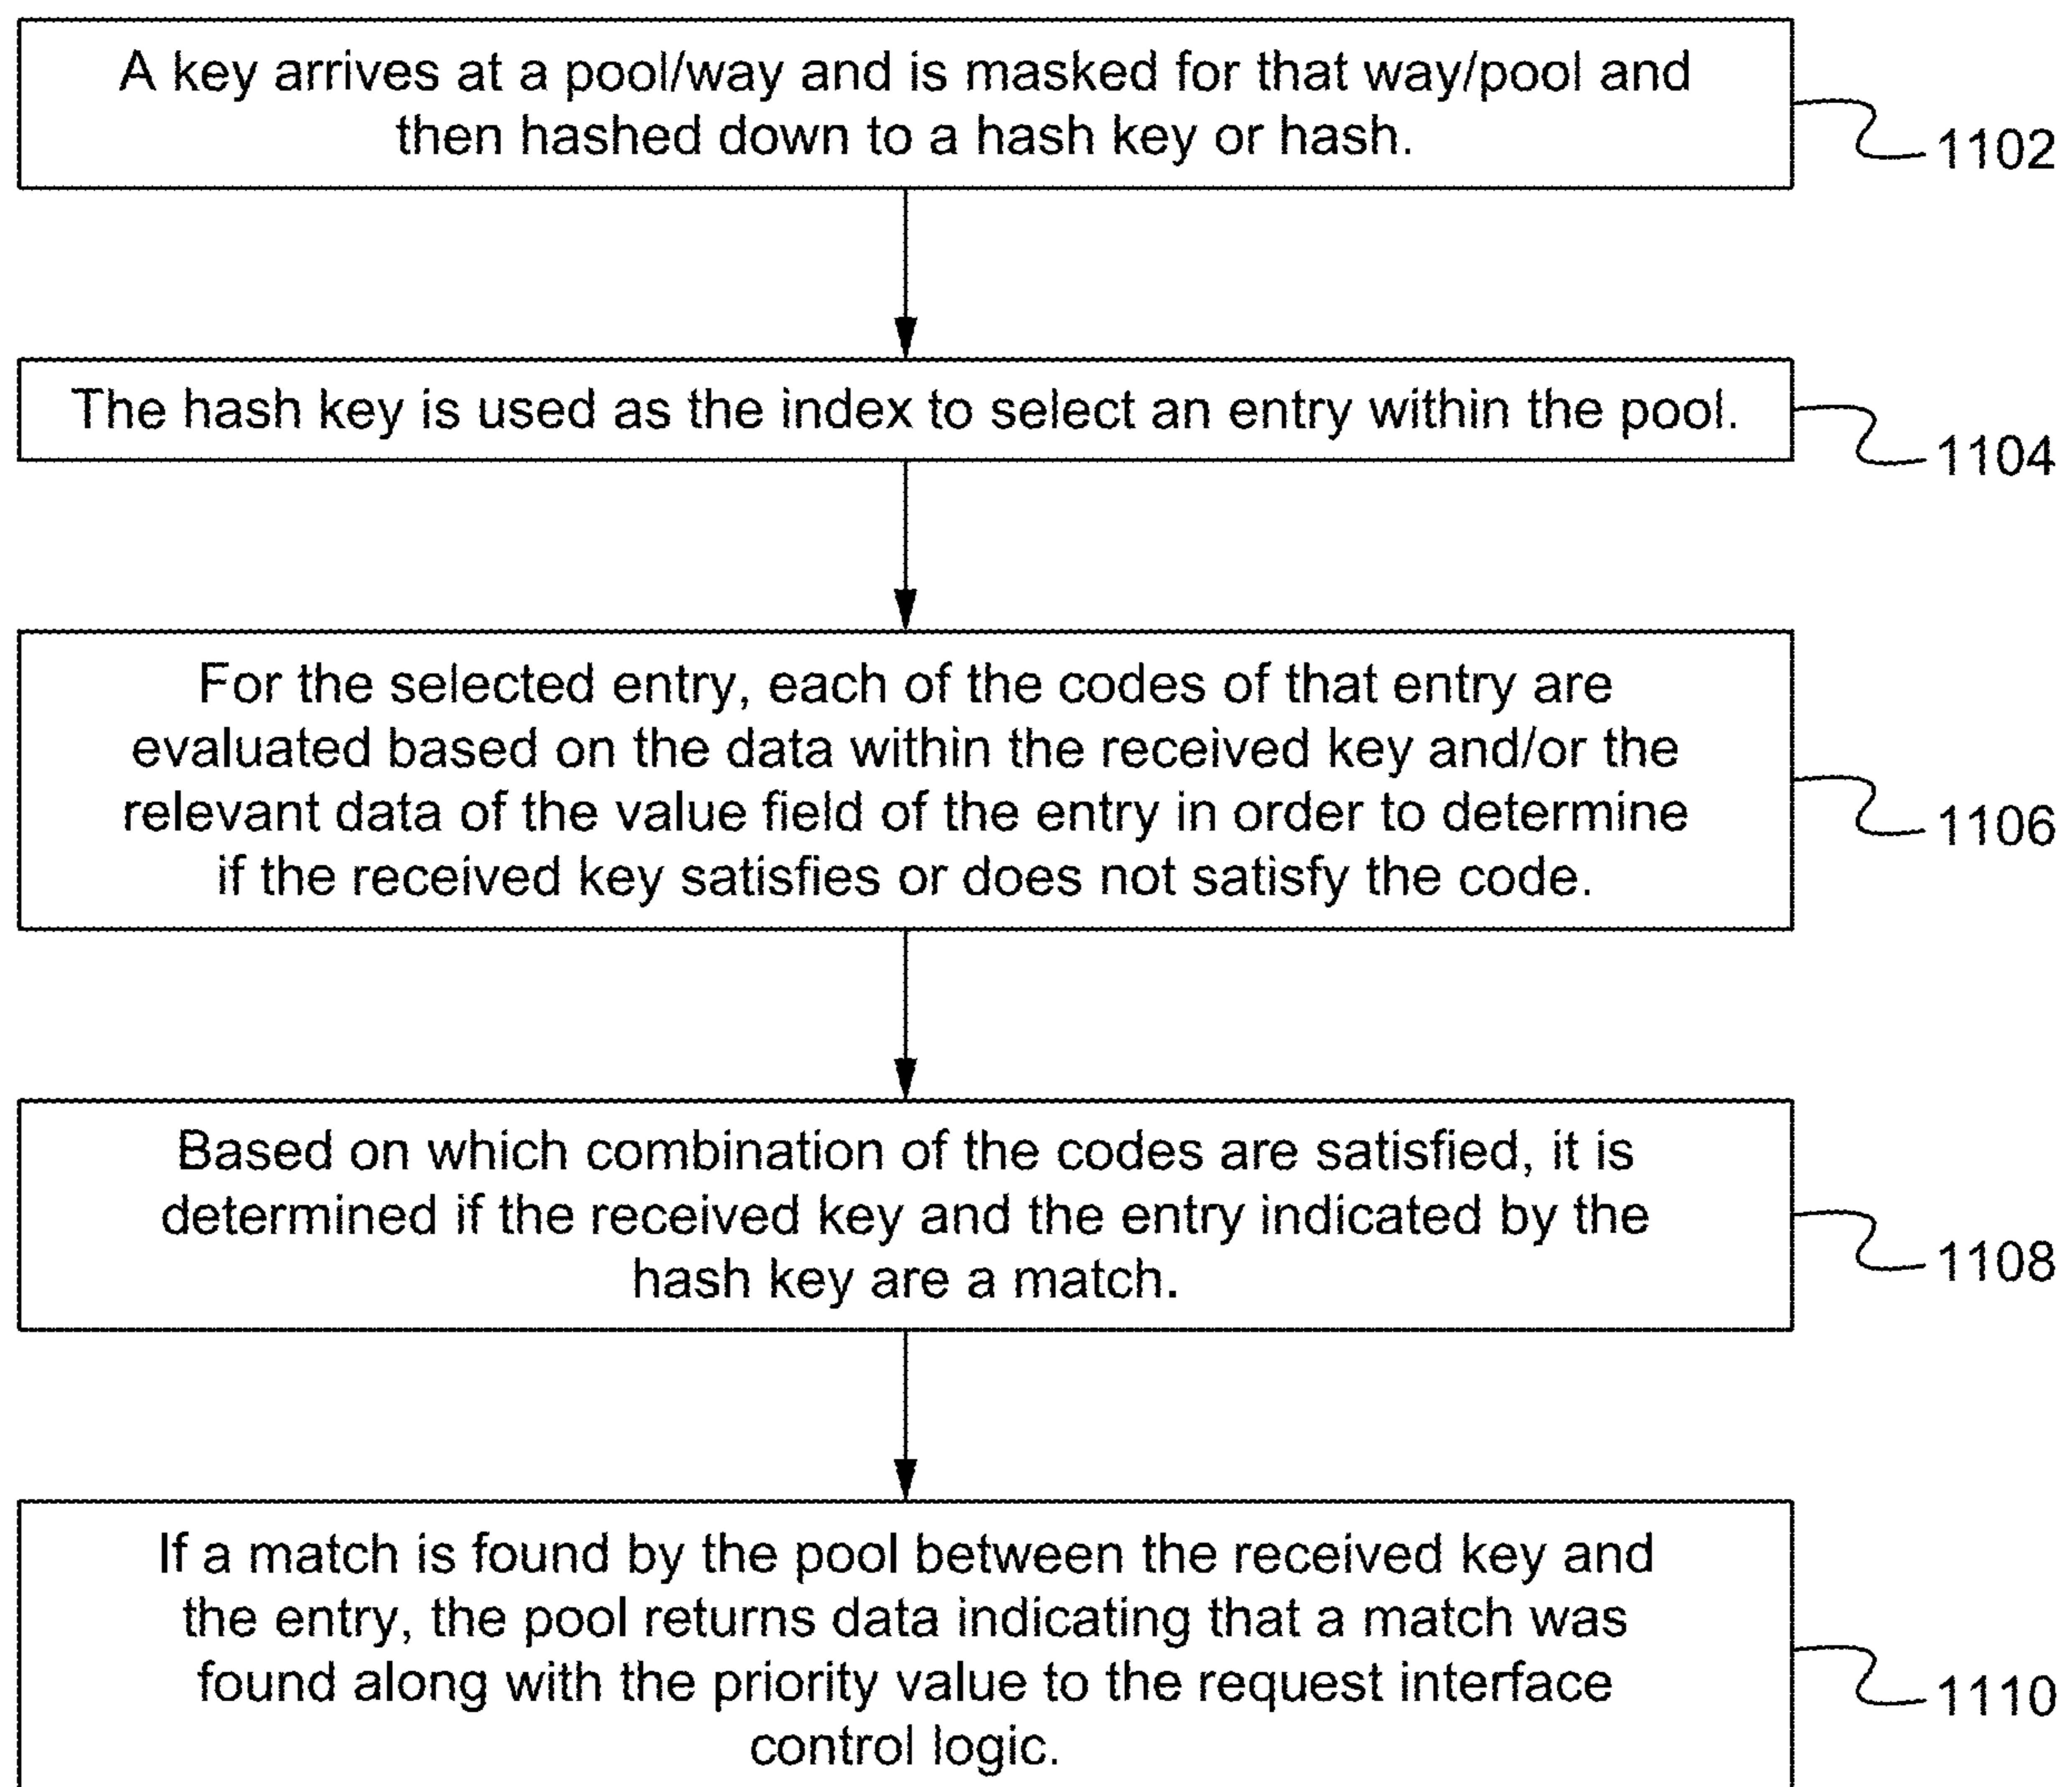 A key arrives at a pool/way and is masked for that way/pool and
then hashed down to a hash key or hash.
1102
The hash key is used as the index to select an entry within the pool.
1104
For the selected entry, each of the codes of that entry are
evaluated based on the data within the received key and/or the
relevant data of the value field of the entry in order to determine
if the received key satisfies or does not satisfy the code.
1106
Based on which combination of the codes are satisfied, it is
determined if the received key and the entry indicated by the
hash key are a match.
1108
If a match is found by the pool between the received key and
the entry, the pool returns data indicating that a match was
found along with the priority value to the request interface
control logic.
1110